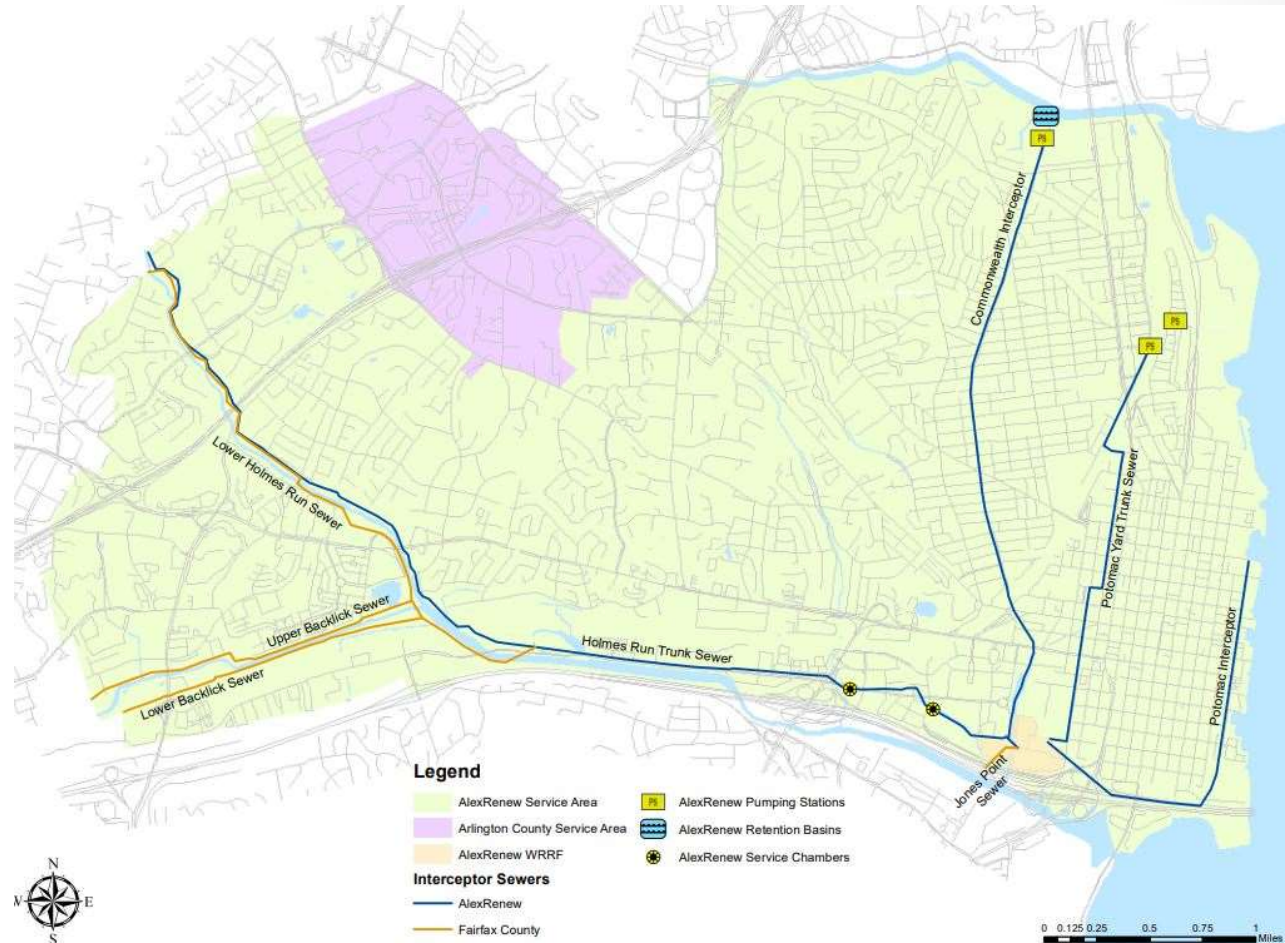 PS
Commonwealth Interceptor
PS
PS
Lower Holmes Run Sewer
Potomac Yard Trunk Sewer
Upper Backlick Sewer
Holmes Run Trunk Sewer
Potomac Interceptor
Lower Backlick Sewer
Jones Point
Sewer
Legend
AlexRenew Service Area
Arlington County Service Area
AlexRenew WRRF
PS AlexRenew Pumping Stations
AlexRenew Retention Basins
AlexRenew Service Chambers
Interceptor Sewers
AlexRenew
Fairfax County
N
W E
S
0 0.125 0.25 0.5 0.75 1
Miles